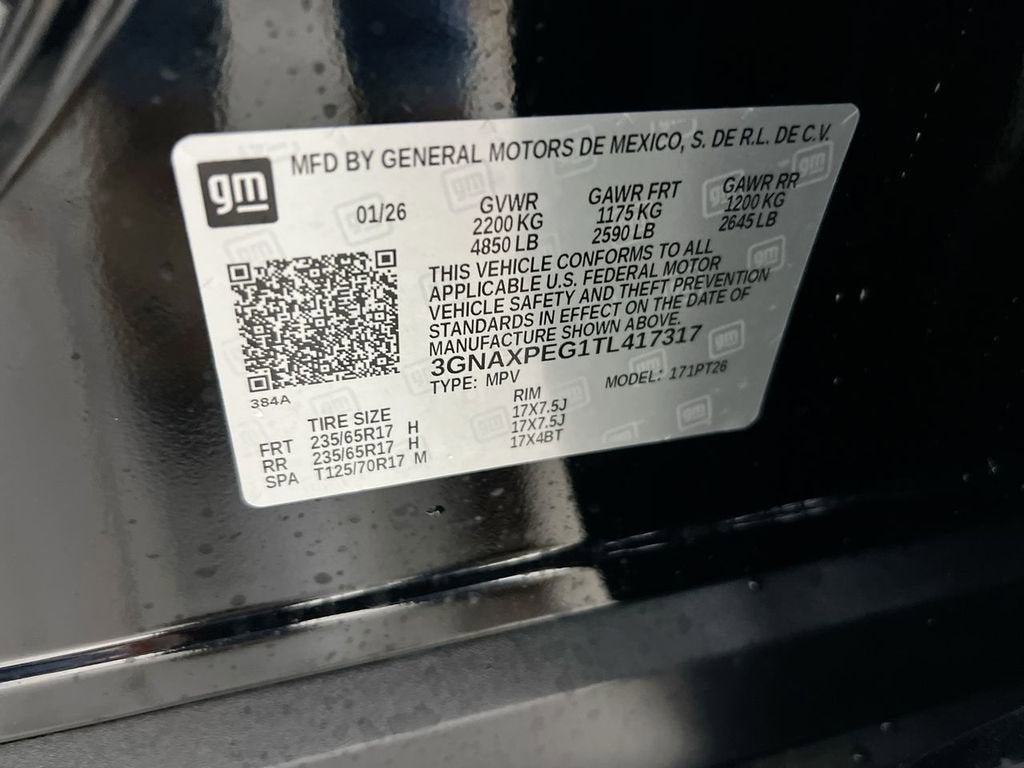 MFD BY GENERAL MOTORS DE MEXICO, S. DE R.L. DE C.V.
gm
01/26
GVWR GAWR FRT GAWR RR
2200 KG 1175 KG 1200 KG
4850 LB 2590 LB 2645 LB
THIS VEHICLE CONFORMS TO ALL
APPLICABLE U.S. FEDERAL MOTOR
VEHICLE SAFETY AND THEFT PREVENTION
STANDARDS IN EFFECT ON THE DATE OF
MANUFACTURE SHOWN ABOVE.
3GNAXPEG1TL417317
TYPE: MPV MODEL: 171PT26
384A
TIRE SIZE RIM
FRT 235/65R17 H 17X7.5J
RR 235/65R17 H 17X7.5J
SPA T125/70R17 M 17X4BT